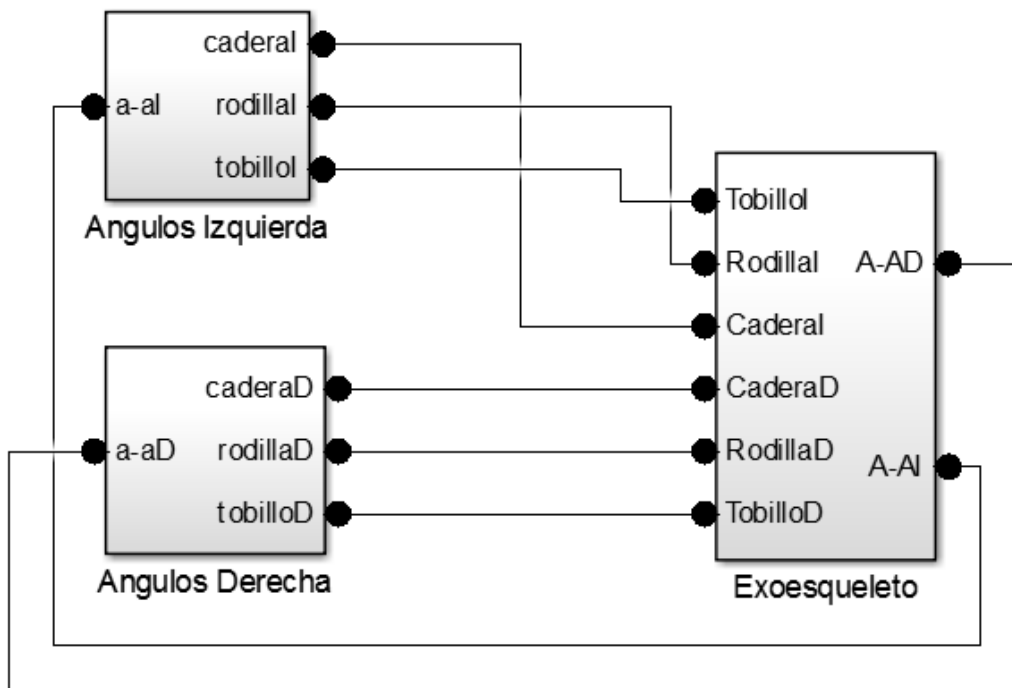 caderaI
a-aI
rodillaI
tobilloI
Angulos Izquierda
TobilloI
RodillaI
A-AD
CaderaI
caderaD
CaderaD
a-aD
rodillaD
RodillaD
A-AI
tobilloD
TobilloD
Angulos Derecha
Exoesqueleto